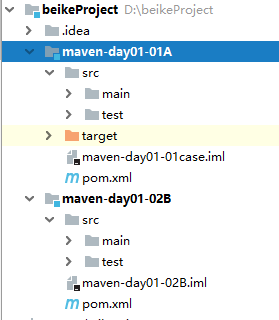 beikeProject D:\beikeProject
.idea
maven-day01-01A
src
main
test
target
maven-day01-01case.iml
pom.xml
maven-day01-02B
src
main
test
maven-day01-02B.iml
pom.xml